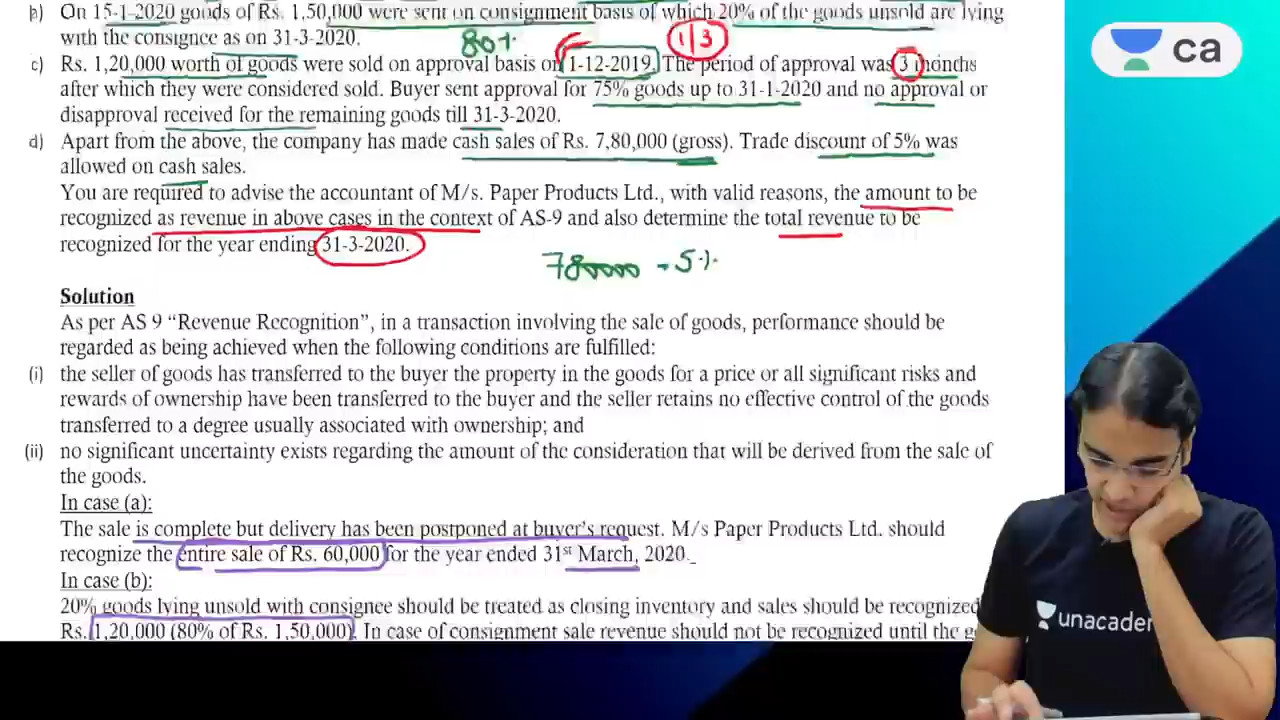 b) On 15-1-2020 goods of Rs. 1,50,000 were sent on consignment basis of which 20% of the goods unsold are lying
with the consignee as on 31-3-2020.
80%
1/3
c) Rs. 1,20,000 worth of goods were sold on approval basis on 1-12-2019. The period of approval was 3 months
after which they were considered sold. Buyer sent approval for 75% goods up to 31-1-2020 and no approval or
disapproval received for the remaining goods till 31-3-2020.
d) Apart from the above, the company has made cash sales of Rs. 7,80,000 (gross). Trade discount of 5% was
allowed on cash sales.
You are required to advise the accountant of M/s. Paper Products Ltd., with valid reasons, the amount to be
recognized as revenue in above cases in the context of AS-9 and also determine the total revenue to be
recognized for the year ending 31-3-2020.
780000 - 5%
Solution
As per AS 9 “Revenue Recognition”, in a transaction involving the sale of goods, performance should be
regarded as being achieved when the following conditions are fulfilled:
(i) the seller of goods has transferred to the buyer the property in the goods for a price or all significant risks and
rewards of ownership have been transferred to the buyer and the seller retains no effective control of the goods
transferred to a degree usually associated with ownership; and
(ii) no significant uncertainty exists regarding the amount of the consideration that will be derived from the sale of
the goods.
In case (a):
The sale is complete but delivery has been postponed at buyer's request. M/s Paper Products Ltd. should
recognize the entire sale of Rs. 60,000 for the year ended 31st March, 2020.
In case (b):
20% goods lying unsold with consignee should be treated as closing inventory and sales should be recognized
Rs. 1,20,000 (80% of Rs. 1,50,000). In case of consignment sale revenue should not be recognized until the
ca
unacadem